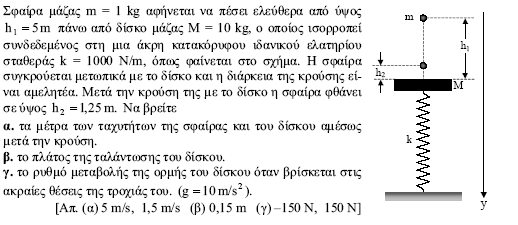 Σφαίρα μάζας m = 1 kg αφήνεται να πέσει ελεύθερα από ύψος
h₁ = 5m πάνω από δίσκο μάζας M = 10 kg, ο οποίος ισορροπεί
συνδεδεμένος στη μια άκρη κατακόρυφου ιδανικού ελατηρίου
σταθεράς k = 1000 N/m, όπως φαίνεται στο σχήμα. Η σφαίρα
συγκρούεται μετωπικά με το δίσκο και η διάρκεια της κρούσης εί-
ναι αμελητέα. Μετά την κρούση της με το δίσκο η σφαίρα φθάνει
σε ύψος h₂ = 1,25 m. Να βρείτε
α. τα μέτρα των ταχυτήτων της σφαίρας και του δίσκου αμέσως
μετά την κρούση.
β. το πλάτος της ταλάντωσης του δίσκου.
γ. το ρυθμό μεταβολής της ορμής του δίσκου όταν βρίσκεται στις
ακραίες θέσεις της τροχιάς του. (g = 10 m/s²).
[Απ. (α) 5 m/s, 1,5 m/s (β) 0,15 m (γ) –150 N, 150 N]
m
h₁
h₂
M
k
y